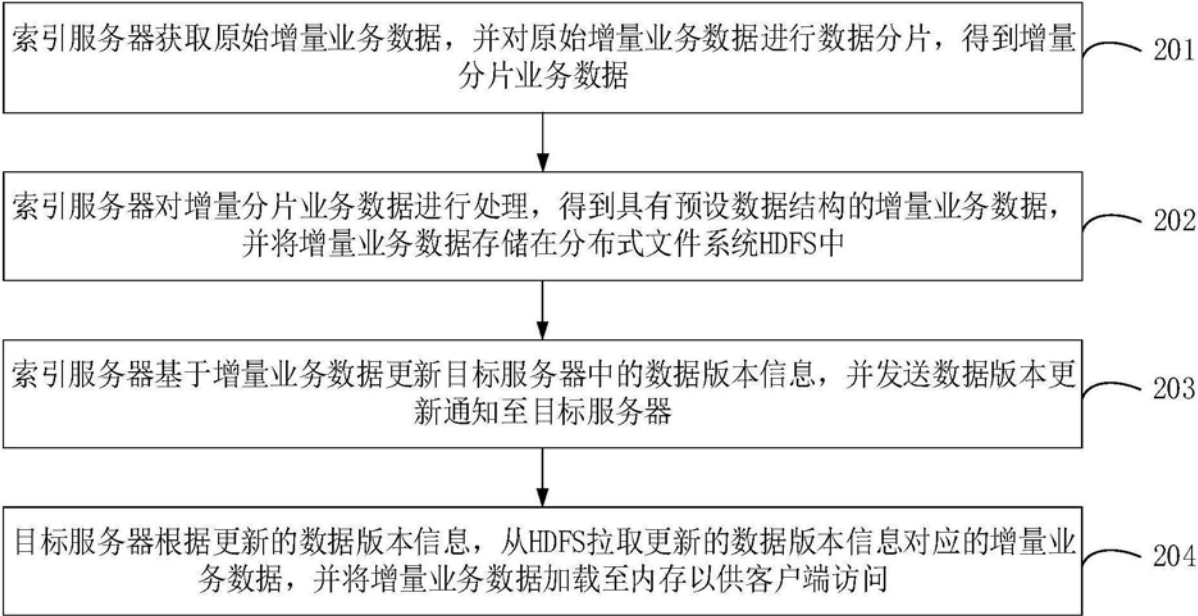 索引服务器获取原始增量业务数据，并对原始增量业务数据进行数据分片，得到增量
分片业务数据
201
索引服务器对增量分片业务数据进行处理，得到具有预设数据结构的增量业务数据，
并将增量业务数据存储在分布式文件系统HDFS中
202
索引服务器基于增量业务数据更新目标服务器中的数据版本信息，并发送数据版本更
新通知至目标服务器
203
目标服务器根据更新的数据版本信息，从HDFS拉取更新的数据版本信息对应的增量业
务数据，并将增量业务数据加载至内存以供客户端访问
204